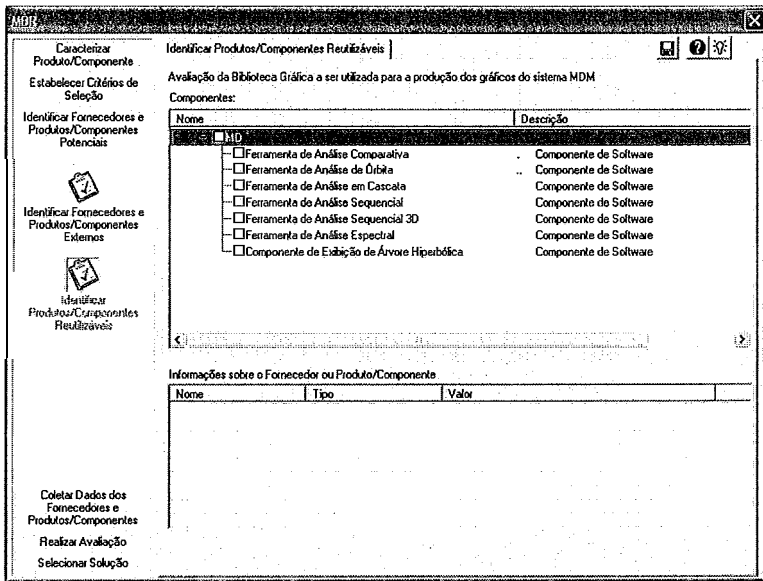 MDR
Caracterizar
Produto/Componente
Estabelecer Critérios de
Seleção
Identificar Fornecedores e
Produtos/Componentes
Potenciais
Identificar Fornecedores e
Produtos/Componentes
Externos
Identificar
Produtos/Componentes
Reutilizáveis
Coletar Dados dos
Fornecedores e
Produtos/Componentes
Realizar Avaliação
Selecionar Solução
Identificar Produtos/Componentes Reutilizáveis
Avaliação da Biblioteca Gráfica a ser utilizada para a produção dos gráficos do sistema MDM
Componentes:
Nome Descrição
MD
Ferramenta de Análise Comparativa . Componente de Software
Ferramenta de Análise de Órbita .. Componente de Software
Ferramenta de Análise em Cascata Componente de Software
Ferramenta de Análise Sequencial Componente de Software
Ferramenta de Análise Sequencial 3D Componente de Software
Ferramenta de Análise Espectral Componente de Software
Componente de Exibição de Árvore Hiperbólica Componente de Software
Informações sobre o Fornecedor ou Produto/Componente
Nome Tipo Valor